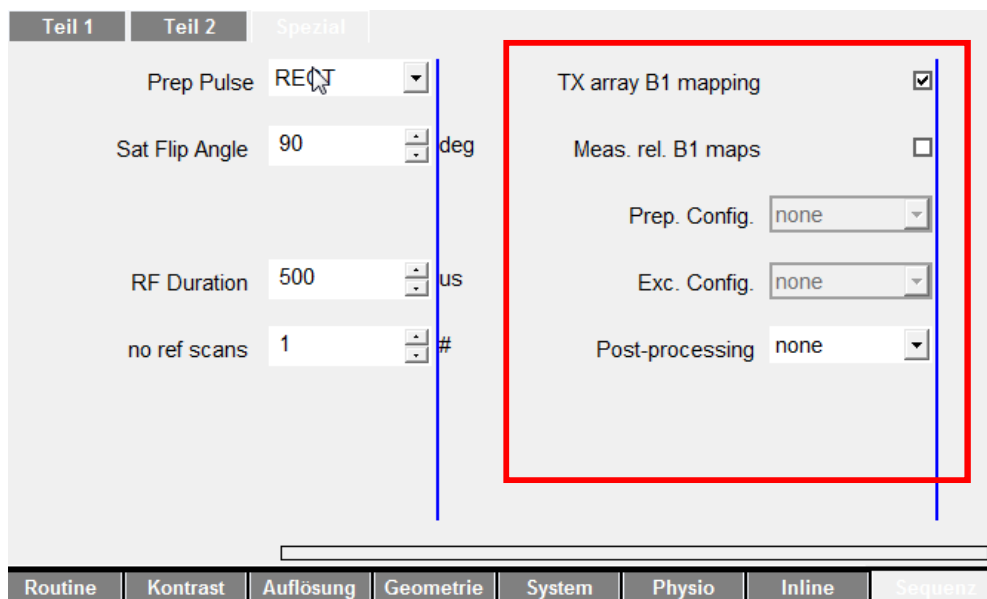 Teil 1 Teil 2 Spezial
Prep Pulse RECT
Sat Flip Angle 90 deg
RF Duration 500 us
no ref scans 1 #
TX array B1 mapping
Meas. rel. B1 maps
Prep. Config. none
Exc. Config. none
Post-processing none
Routine Kontrast Auflösung Geometrie System Physio Inline Sequenz